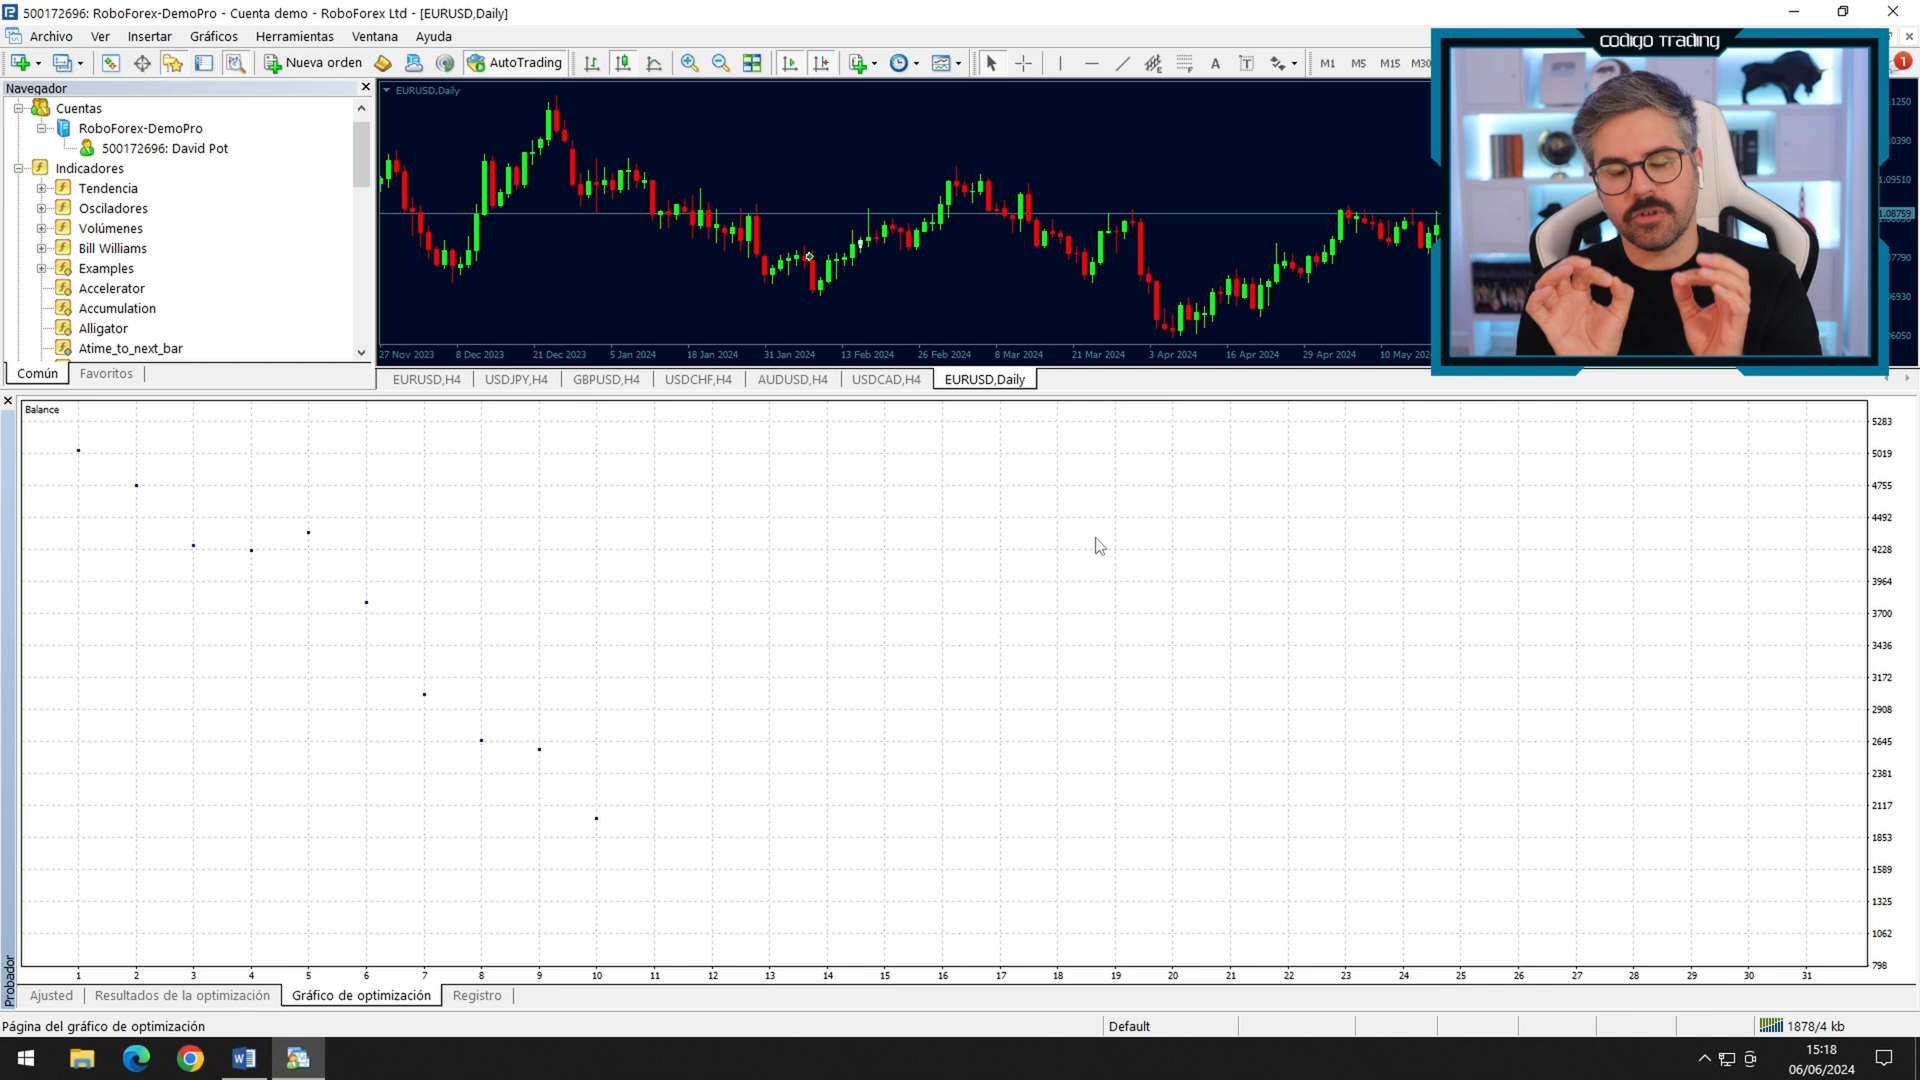 500172696: RoboForex-DemoPro - Cuenta demo - RoboForex Ltd - [EURUSD,Daily]
Archivo Ver Insertar Gráficos Herramientas Ventana Ayuda
Nueva orden AutoTrading A T M1 M5 M15 M30
codigo Trading
1
Navegador
Cuentas
RoboForex-DemoPro
500172696: David Pot
Indicadores
Tendencia
Osciladores
Volúmenes
Bill Williams
Examples
Accelerator
Accumulation
Alligator
Atime_to_next_bar
Común Favoritos
EURUSD,Daily
1.08759
27 Nov 2023 8 Dec 2023 21 Dec 2023 5 Jan 2024 18 Jan 2024 31 Jan 2024 13 Feb 2024 26 Feb 2024 8 Mar 2024 21 Mar 2024 3 Apr 2024 16 Apr 2024 29 Apr 2024 10 May 2024
EURUSD,H4 USDJPY,H4 GBPUSD,H4 USDCHF,H4 AUDUSD,H4 USDCAD,H4 EURUSD,Daily
Balance
5283
5019
4755
4492
4228
3964
3700
3436
3172
2908
2645
2381
2117
1853
1589
1325
1062
798
1 2 3 4 5 6 7 8 9 10 11 12 13 14 15 16 17 18 19 20 21 22 23 24 25 26 27 28 29 30 31
Probador
Ajusted Resultados de la optimización Gráfico de optimización Registro
Página del gráfico de optimización Default 1878/4 kb
15:18
06/06/2024